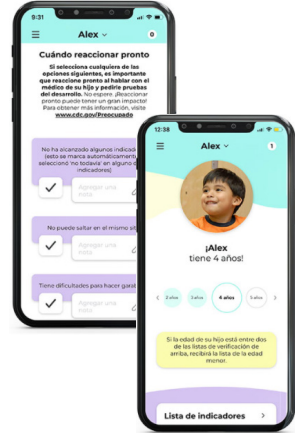 9:31
Alex
0
Cuándo reaccionar pronto
Si selecciona cualquiera de las
opciones siguientes, es importante
que reaccione pronto al hablar con el
médico de su hijo y pedirle pruebas
del desarrollo. No espere. ¡Reaccionar
pronto puede tener un gran impacto!
Para obtener más información, visite
www.cdc.gov/Preocupado
No ha alcanzado algunos indicado
(esto se marca automáticament
seleccionó 'no todavía' en alguno d
indicadores)
Agregar una
nota
No puede saltar en el mismo sit
Agregar una
nota
Tiene dificultades para hacer garab
Agregar una
nota
12:38
Alex
1
¡Alex
tiene 4 años!
2 años
3 años
4 años
5 años
Si la edad de su hijo está entre dos
de las listas de verificación de
arriba, recibirá la lista de la edad
menor.
Lista de indicadores